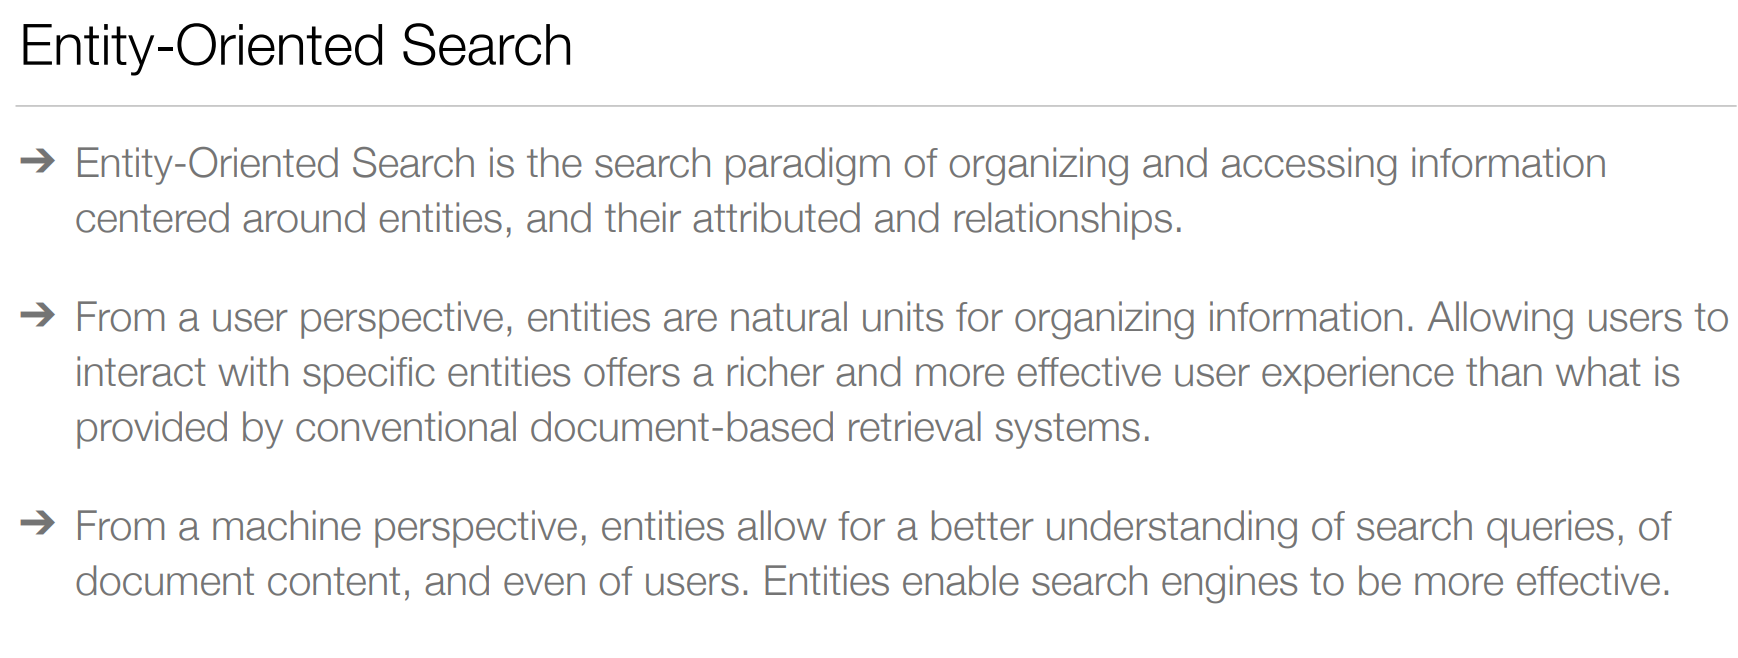 Entity-Oriented Search
➔ Entity-Oriented Search is the search paradigm of organizing and accessing information
centered around entities, and their attributed and relationships.
➔ From a user perspective, entities are natural units for organizing information. Allowing users to
interact with specific entities offers a richer and more effective user experience than what is
provided by conventional document-based retrieval systems.
➔ From a machine perspective, entities allow for a better understanding of search queries, of
document content, and even of users. Entities enable search engines to be more effective.